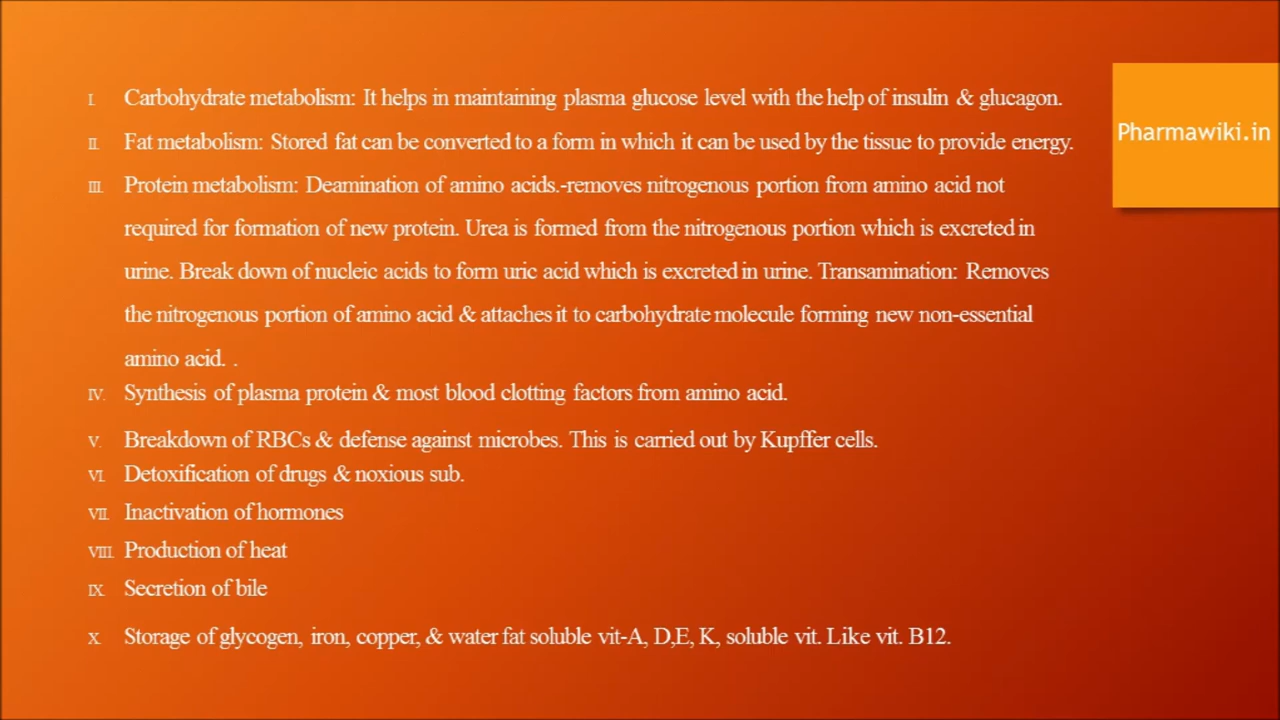 I. Carbohydrate metabolism: It helps in maintaining plasma glucose level with the help of insulin & glucagon.
II. Fat metabolism: Stored fat can be converted to a form in which it can be used by the tissue to provide energy.
Pharmawiki.in
III. Protein metabolism: Deamination of amino acids.-removes nitrogenous portion from amino acid not
required for formation of new protein. Urea is formed from the nitrogenous portion which is excreted in
urine. Break down of nucleic acids to form uric acid which is excreted in urine. Transamination: Removes
the nitrogenous portion of amino acid & attaches it to carbohydrate molecule forming new non-essential
amino acid. .
IV. Synthesis of plasma protein & most blood clotting factors from amino acid.
V. Breakdown of RBCs & defense against microbes. This is carried out by Kupffer cells.
VI. Detoxification of drugs & noxious sub.
VII. Inactivation of hormones
VIII. Production of heat
IX. Secretion of bile
X. Storage of glycogen, iron, copper, & water fat soluble vit-A, D,E, K, soluble vit. Like vit. B12.